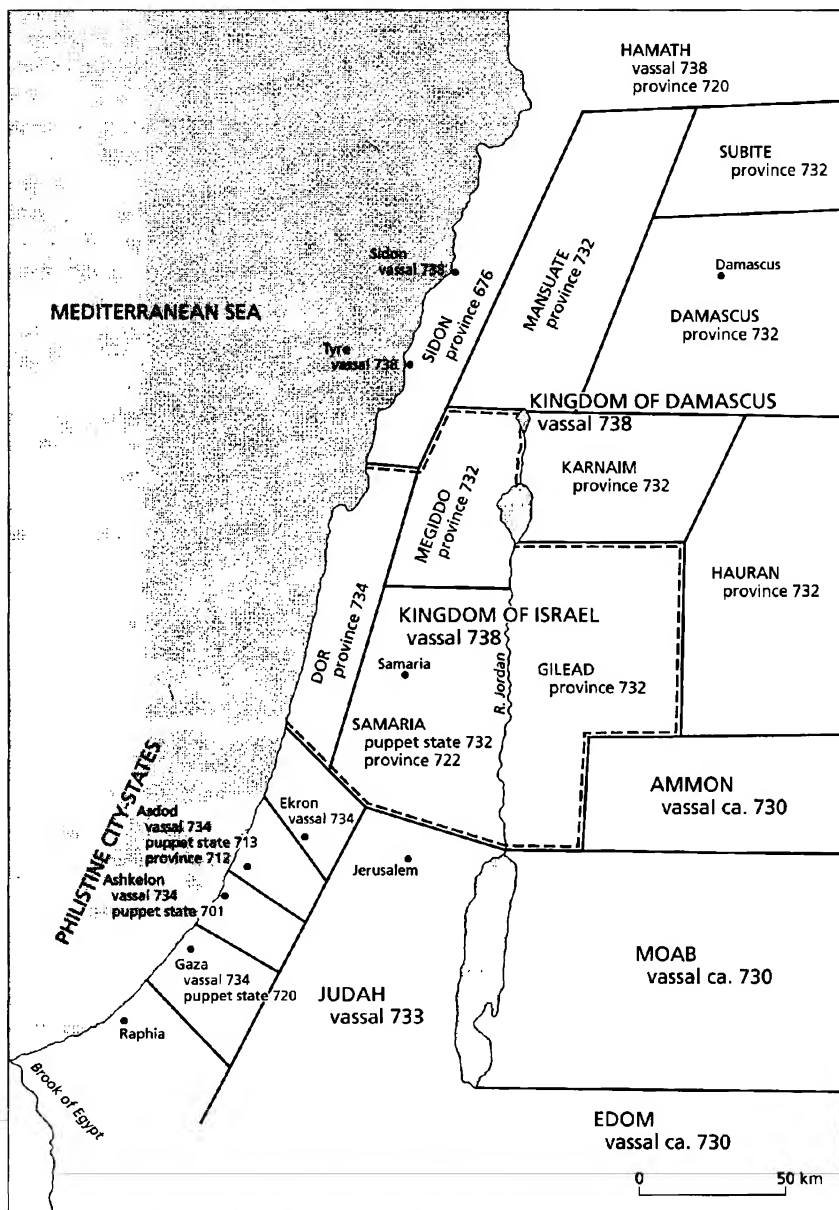 HAMATH
vassal 738
province 720
SUBITE
province 732
Sidon
vassal 738
MANSUATE
province 732
Damascus
MEDITERRANEAN SEA
SIDON
province 676
DAMASCUS
province 732
Tyre
vassal 738
KINGDOM OF DAMASCUS
vassal 738
KARNAIM
province 732
MEGIDDO
province 732
HAURAN
province 732
DOR
province 734
KINGDOM OF ISRAEL
vassal 738
Samaria
R. Jordan
GILEAD
province 732
SAMARIA
puppet state 732
province 722
AMMON
vassal ca. 730
PHILISTINE CITY-STATES
Ekron
vassal 734
Asdod
vassal 734
puppet state 713
province 712
Jerusalem
Ashkelon
vassal 734
puppet state 701
Gaza
vassal 734
puppet state 720
MOAB
vassal ca. 730
JUDAH
vassal 733
Raphia
Brook of Egypt
EDOM
vassal ca. 730
0 50 km